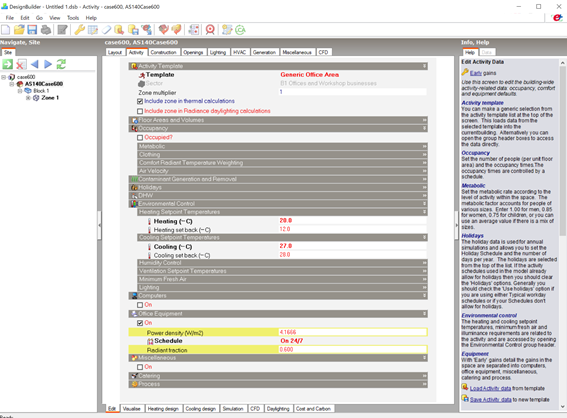 DesignBuilder - Untitled 1.dsb - Activity - case600, AS140Case600
File Edit Go View Tools Help
Navigate, Site
Site
case600
AS140Case600
Block 1
Zone 1
case600, AS140Case600
Layout Activity Construction Openings Lighting HVAC Generation Miscellaneous CFD
Activity Template
Template Generic Office Area
Sector B1 Offices and Workshop businesses
Zone multiplier 1
Include zone in thermal calculations
Include zone in Radiance daylighting calculations
Floor Areas and Volumes
Occupancy
Occupied?
Metabolic
Clothing
Comfort Radiant Temperature Weighting
Air Velocity
Contaminant Generation and Removal
Holidays
DHW
Environmental Control
Heating Setpoint Temperatures
Heating (~C) 20.0
Heating set back (~C) 12.0
Cooling Setpoint Temperatures
Cooling (~C) 27.0
Cooling set back (~C) 28.0
Humidity Control
Ventilation Setpoint Temperatures
Minimum Fresh Air
Lighting
Computers
On
Office Equipment
On
Power density (W/m2) 4.1666
Schedule On 24/7
Radiant fraction 0.600
Miscellaneous
On
Catering
Process
Edit Visualise Heating design Cooling design Simulation CFD Daylighting Cost and Carbon
Info, Help
Help
Edit Activity Data
Early gains
Use this screen to edit the building-wide
activity-related data: occupancy, comfort
and equipment defaults.
Activity template
You can make a generic selection from
the activity template list at the top of the
screen. This loads data from the
selected template into the
currentbuilding. Alternatively you can
open the group header boxes to access
the data directly.
Occupancy
Set the number of people (per unit floor
area) and the occupancy times.The
occupancy times are controlled by a
schedule.
Metabolic
Set the metabolic rate according to the
level of activity within the space. The
metabolic factor accounts for people of
various sizes. Enter 1.00 for men, 0.85
for women, 0.75 for children, or you can
use an average value if there is a mix of
sizes.
Holidays
The holiday data is used for annual
simulations and allows you to set the
Holiday Schedule and the number of
days per year. The holidays are selected
from the top of the list. If the activity
schedules used in the model already
allow for holidays then you should clear
the 'Holidays' options. Generally you
should check the 'Use holidays' option if
you are using either Typical workday
schedules or if your Schedules don't
allow for holidays.
Environmental control
The heating and cooling setpoint
temperatures, minimum fresh air and
illuminance requirements are related to
the activity and are accessed by opening
the Environmental Control group header.
Equipment
With 'Early' gains detail the gains in
the space are separated into computers,
office equipment, miscellaneous,
catering and process.
Load Activity data from template
Save Activity data to new template